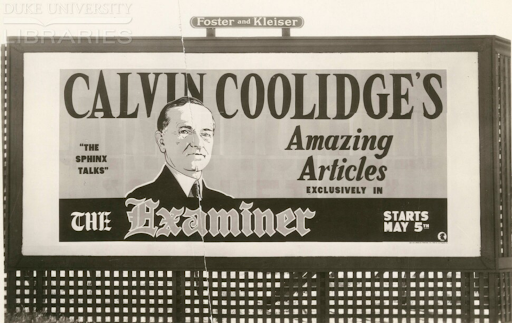 DUKE UNIVERSITY
LIBRARIES
Foster and Kleiser
CALVIN COOLIDGE'S
"THE
SPHINX
TALKS"
Amazing
Articles
EXCLUSIVELY IN
THE Examiner
STARTS
MAY 5TH